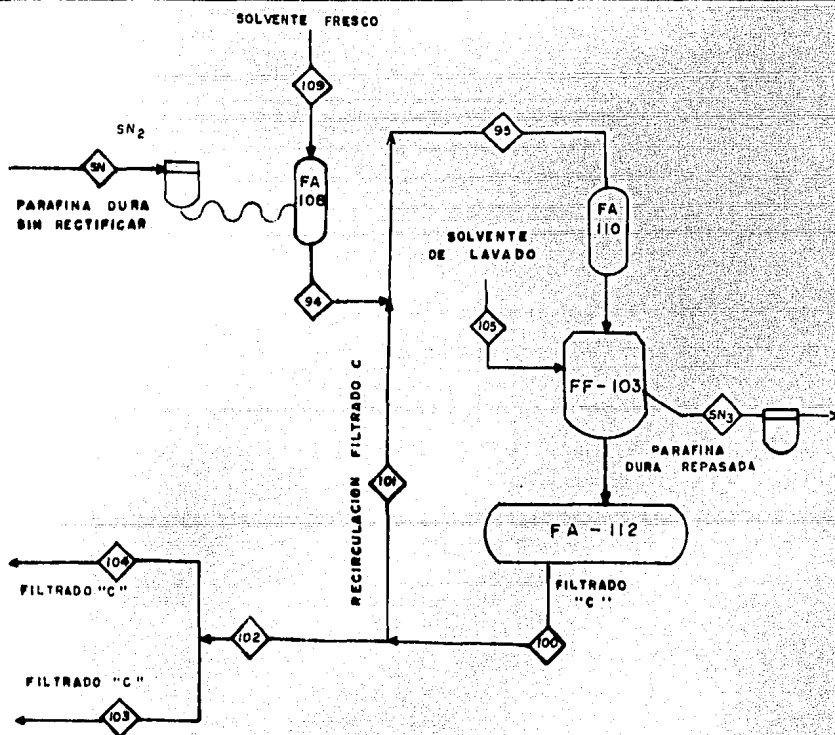 SOLVENTE FRESCO
109
SN₂
SN
PARAFINA DURA
SIN RECTIFICAR
FA
108
94
95
FA
110
SOLVENTE
DE LAVADO
105
FF-103
SN₃
PARAFINA
DURA REPASADA
RECIRCULACION FILTRADO C
101
FA-112
FILTRADO
"C"
100
104
FILTRADO "C"
102
FILTRADO "C"
103